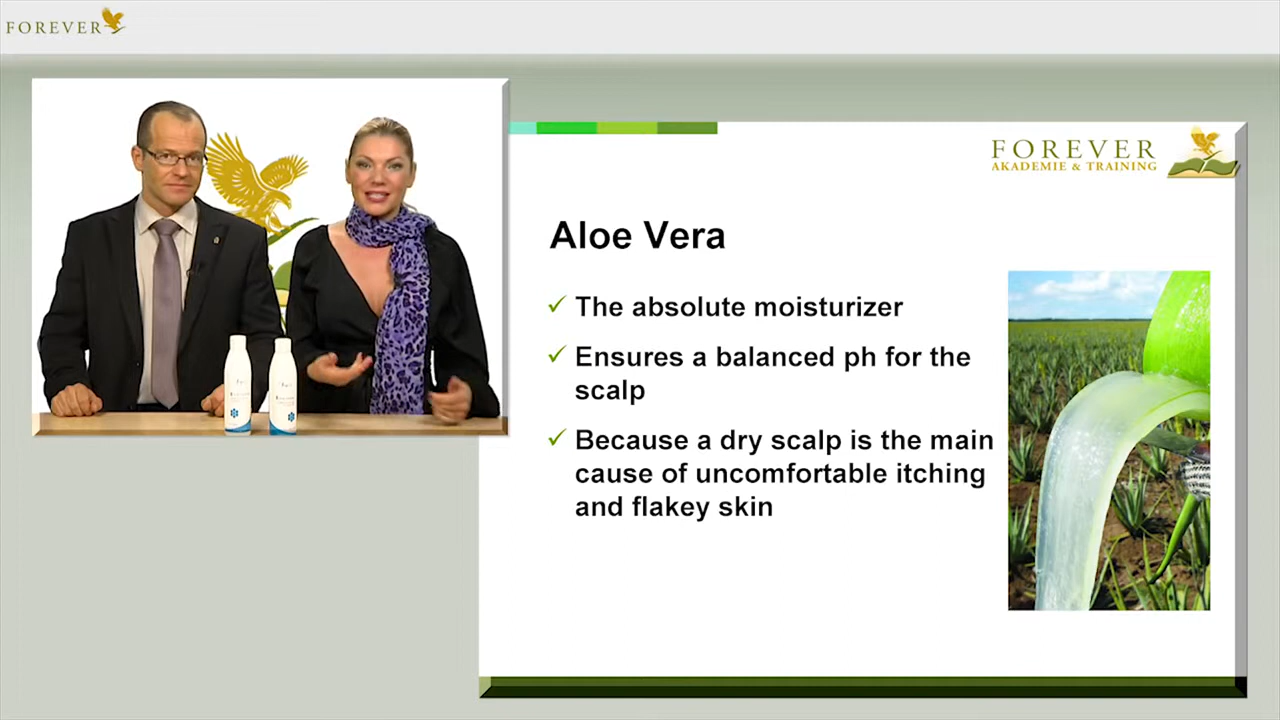 FOREVER
FOREVER
AKADEMIE & TRAINING
Aloe Vera
The absolute moisturizer
Ensures a balanced ph for the
scalp
Because a dry scalp is the main
cause of uncomfortable itching
and flakey skin